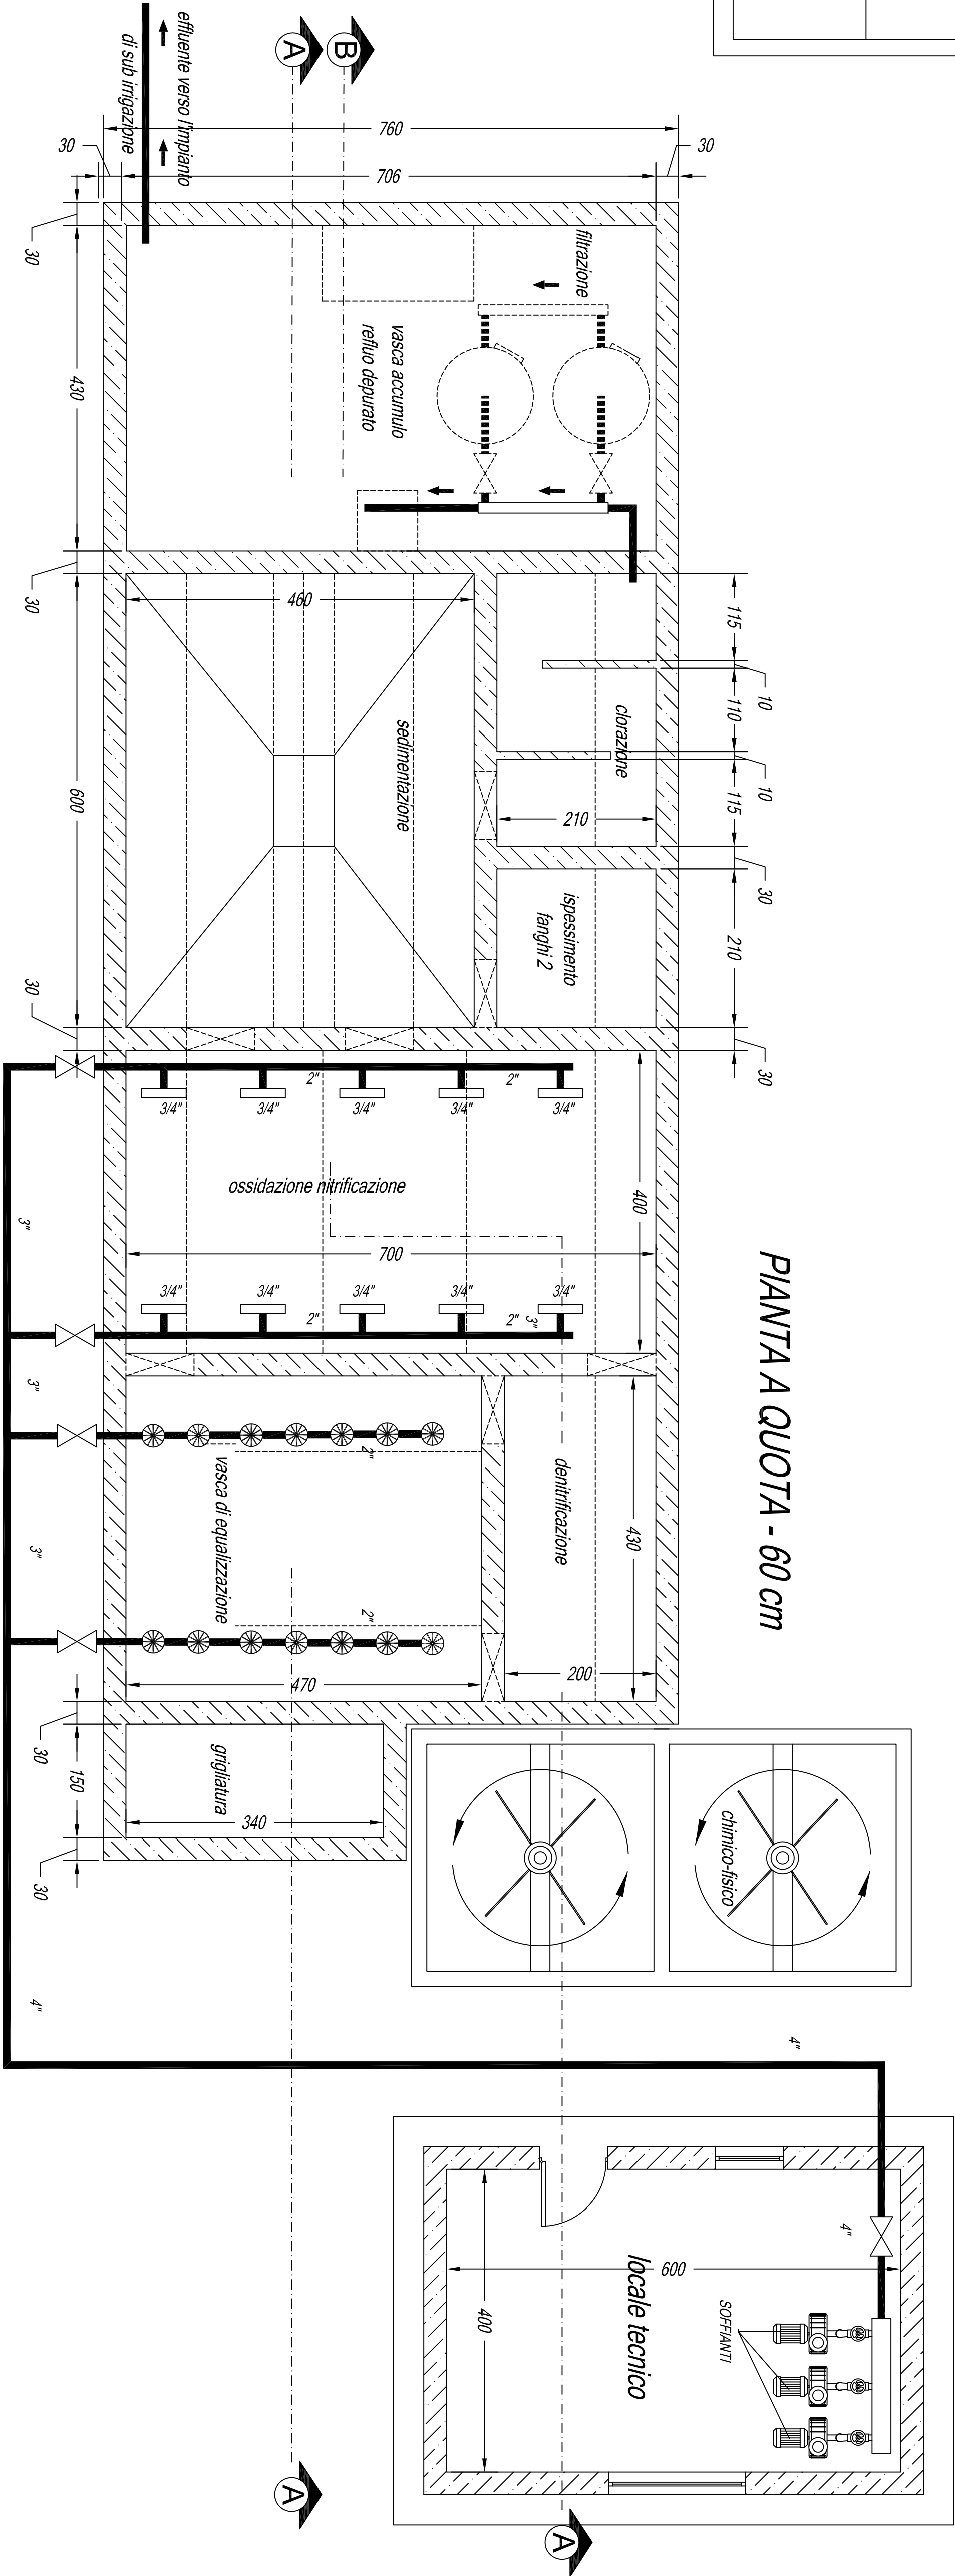 PIANTA A QUOTA - 60 cm
effluente verso l'impianto
di sub irrigazione
A
B
760
706
30
30
30
430
30
600
30
filtrazione
vasca accumulo
refluo depurato
460
sedimentazione
115
10
110
10
115
30
210
30
clorazione
210
ispessimento
fanghi 2
2"
2"
3/4"
3/4"
3/4"
3/4"
3/4"
ossidazione nitrificazione
400
700
3/4"
3/4"
3/4"
3/4"
3/4"
2"
2"
3"
3"
3"
3"
denitrificazione
430
200
2"
2"
vasca di equalizzazione
470
30
150
30
grigliatura
340
chimico-fisico
4"
4"
4"
locale tecnico
600
400
SOFFIANTI
A
A